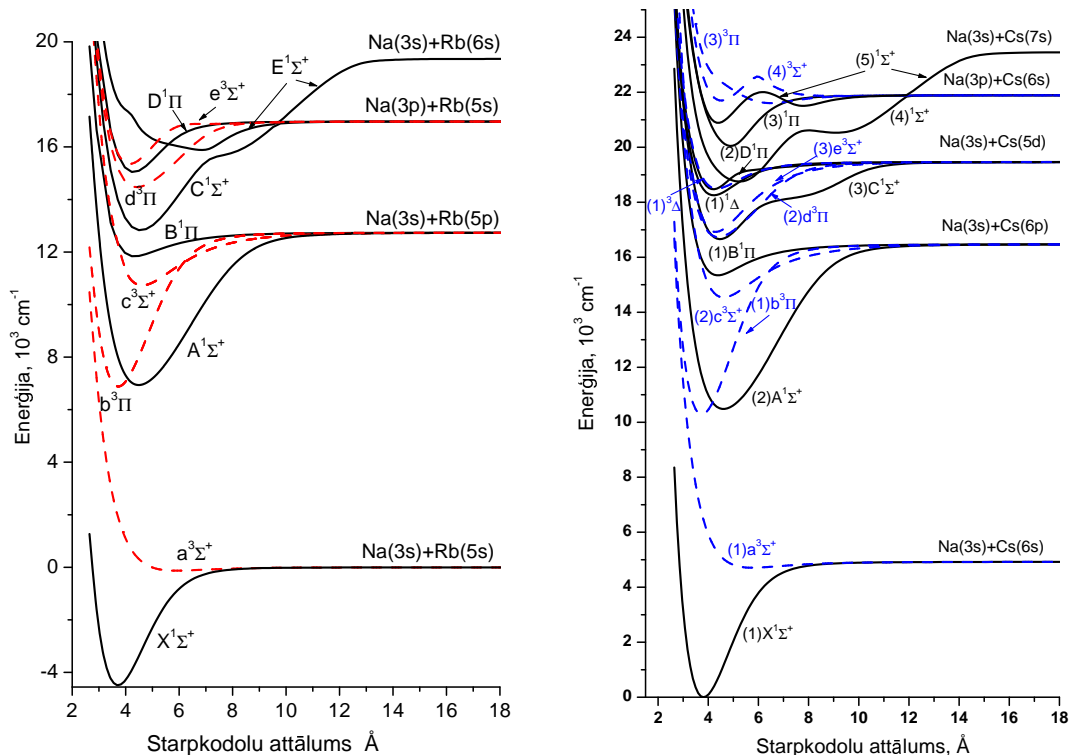 20
16
12
8
4
0
-4
Enerģija, 10³ cm⁻¹
Na(3s)+Rb(6s)
E¹Σ⁺
e³Σ⁺
D¹Π
Na(3p)+Rb(5s)
d³Π
C¹Σ⁺
B¹Π
Na(3s)+Rb(5p)
c³Σ⁺
A¹Σ⁺
b³Π
a³Σ⁺
Na(3s)+Rb(5s)
X¹Σ⁺
2 4 6 8 10 12 14 16 18
Starpkodolu attālums Å
24
22
20
18
16
14
12
10
8
6
4
2
0
Enerģija, 10³ cm⁻¹
(3)³Π
(4)³Σ⁺
(5)¹Σ⁺
Na(3s)+Cs(7s)
Na(3p)+Cs(6s)
(3)¹Π
(4)¹Σ⁺
(2)D¹Π
(3)e³Σ⁺
Na(3s)+Cs(5d)
(1)³Δ
(1)¹Δ
(2)d³Π
(3)C¹Σ⁺
(1)B¹Π
Na(3s)+Cs(6p)
(2)c³Σ⁺
(1)b³Π
(2)A¹Σ⁺
(1)a³Σ⁺
Na(3s)+Cs(6s)
(1)X¹Σ⁺
2 4 6 8 10 12 14 16 18
Starpkodolu attālums, Å